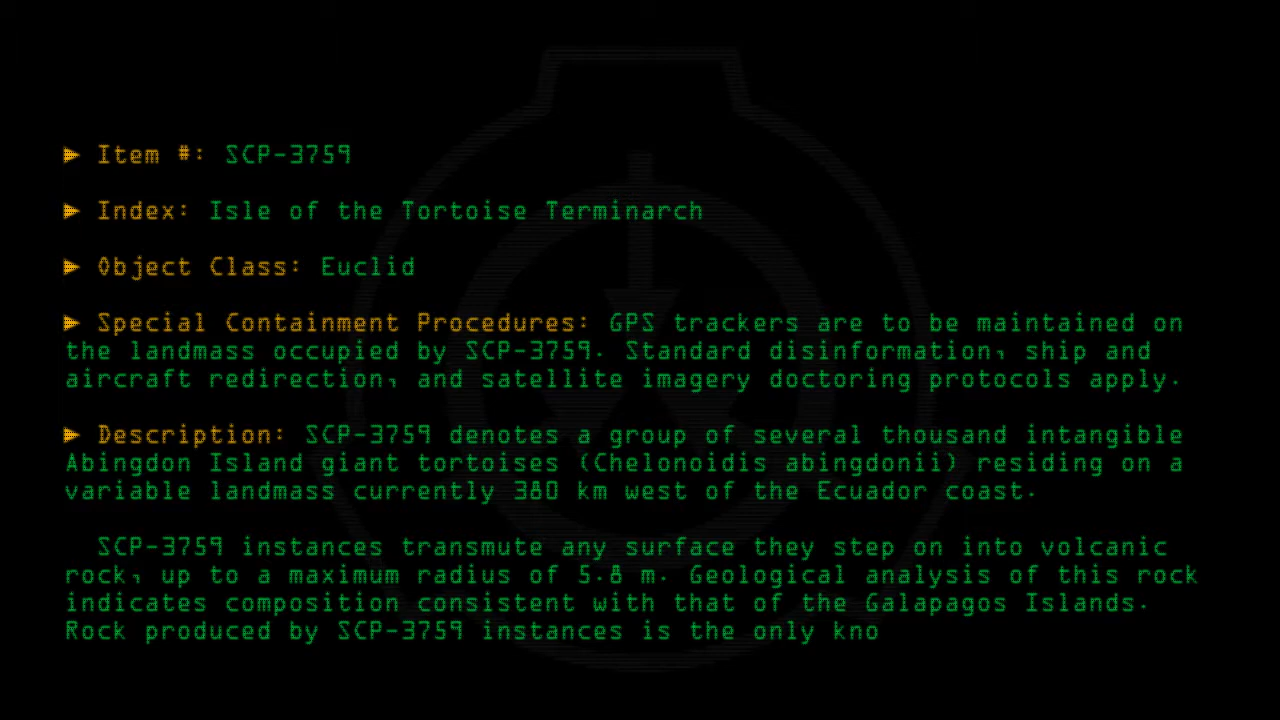 ► Item #: SCP-3759
► Index: Isle of the Tortoise Terminarch
► Object Class: Euclid
► Special Containment Procedures: GPS trackers are to be maintained on
the landmass occupied by SCP-3759. Standard disinformation, ship and
aircraft redirection, and satellite imagery doctoring protocols apply.
► Description: SCP-3759 denotes a group of several thousand intangible
Abingdon Island giant tortoises (Chelonoidis abingdonii) residing on a
variable landmass currently 380 km west of the Ecuador coast.
SCP-3759 instances transmute any surface they step on into volcanic
rock, up to a maximum radius of 5.8 m. Geological analysis of this rock
indicates composition consistent with that of the Galapagos Islands.
Rock produced by SCP-3759 instances is the only kno